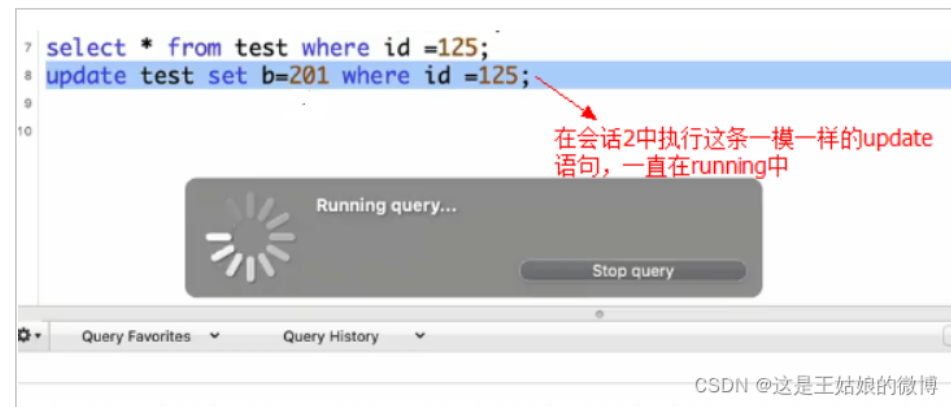 7 select * from test where id =125;
8 update test set b=201 where id =125;
9
10
在会话2中执行这条一模一样的update
语句，一直在running中
Running query...
Stop query
Query Favorites
Query History
CSDN @这是王姑娘的微博